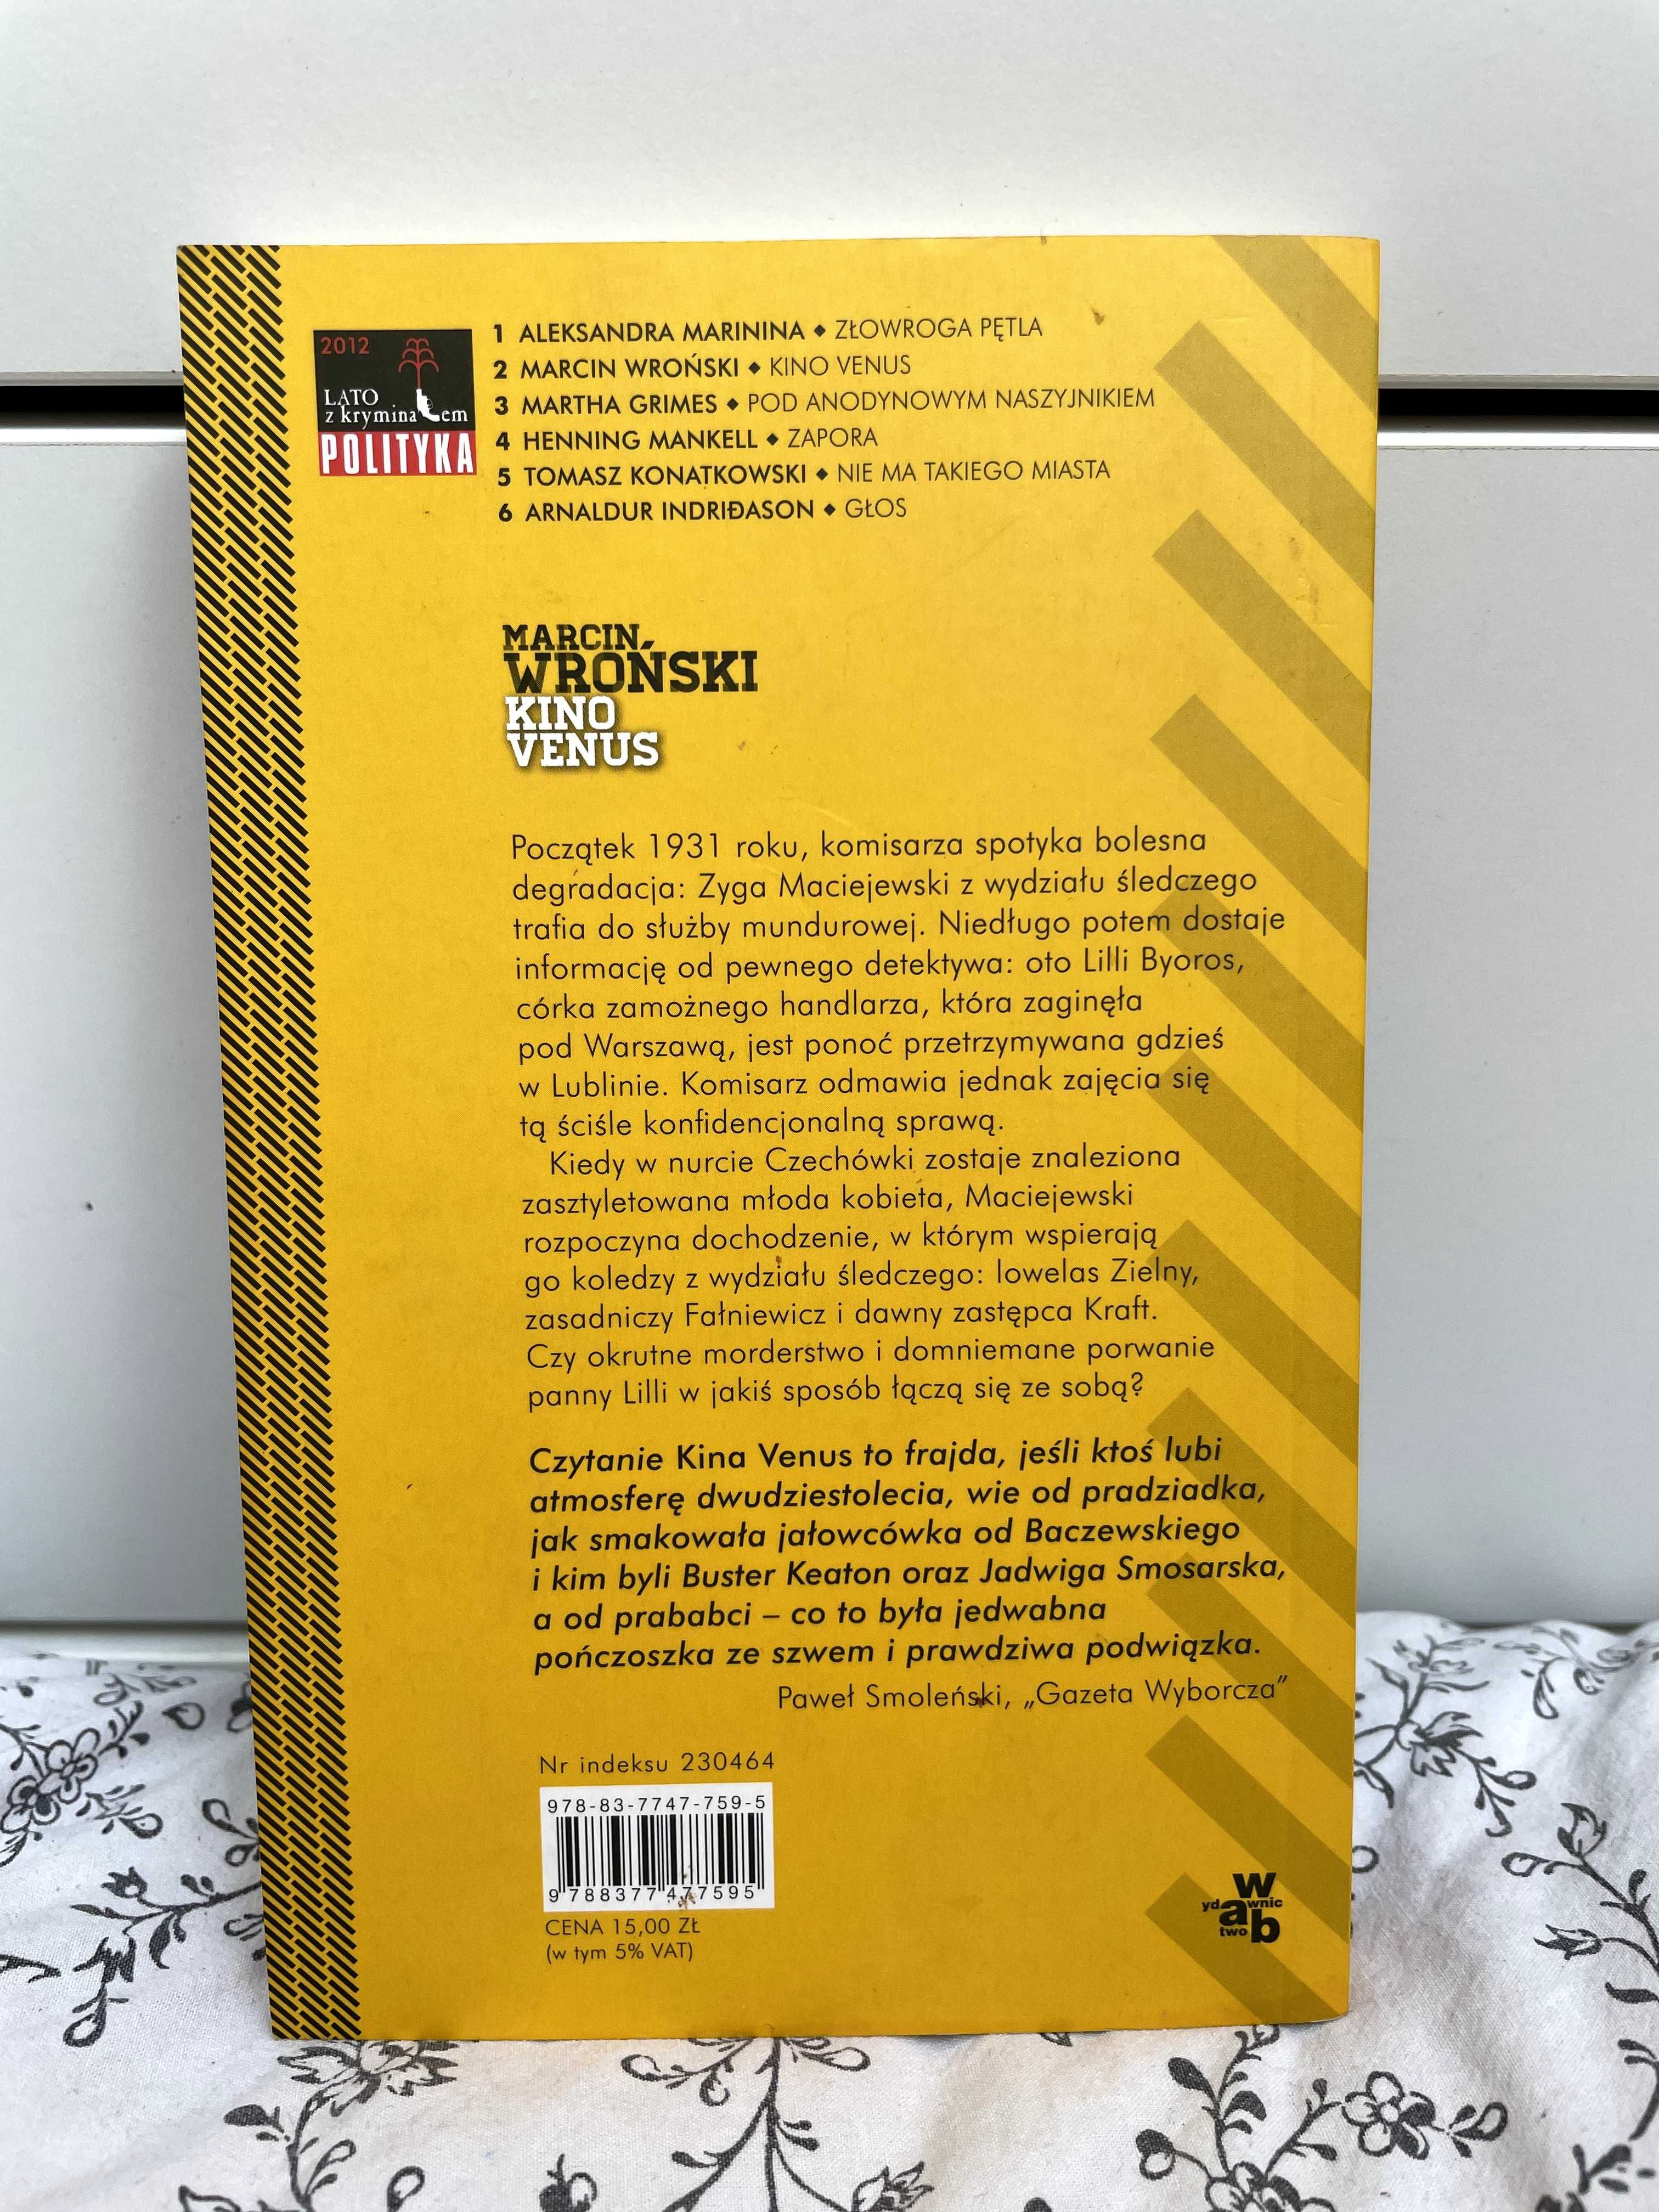 2012
LATO
z kryminałem
POLITYKA
1 ALEKSANDRA MARININA ◆ ZŁOWROGA PĘTLA
2 MARCIN WROŃSKI ◆ KINO VENUS
3 MARTHA GRIMES ◆ POD ANODYNOWYM NASZYJNIKIEM
4 HENNING MANKELL ◆ ZAPORA
5 TOMASZ KONATKOWSKI ◆ NIE MA TAKIEGO MIASTA
6 ARNALDUR INDRIÐASON ◆ GŁOS
MARCIN
WROŃSKI
KINO
VENUS
Początek 1931 roku, komisarza spotyka bolesna
degradacja: Zyga Maciejewski z wydziału śledczego
trafia do służby mundurowej. Niedługo potem dostaje
informację od pewnego detektywa: oto Lilli Byoros,
córka zamożnego handlarza, która zaginęła
pod Warszawą, jest ponoć przetrzymywana gdzieś
w Lublinie. Komisarz odmawia jednak zajęcia się
tą ściśle konfidencjonalną sprawą.
Kiedy w nurcie Czechówki zostaje znaleziona
zasztyletowana młoda kobieta, Maciejewski
rozpoczyna dochodzenie, w którym wspierają
go koledzy z wydziału śledczego: lowelas Zielny,
zasadniczy Fałniewicz i dawny zastępca Kraft.
Czy okrutne morderstwo i domniemane porwanie
panny Lilli w jakiś sposób łączą się ze sobą?
Czytanie Kina Venus to frajda, jeśli ktoś lubi
atmosferę dwudziestolecia, wie od pradziadka,
jak smakowała jałowcówka od Baczewskiego
i kim byli Buster Keaton oraz Jadwiga Smosarska,
a od prababci – co to była jedwabna
pończoszka ze szwem i prawdziwa podwiązka.
Paweł Smoleński, „Gazeta Wyborcza”
Nr indeksu 230464
978-83-7747-759-5
9 788377 477595
CENA 15,00 ZŁ
(w tym 5% VAT)
w
ydawnic
two b